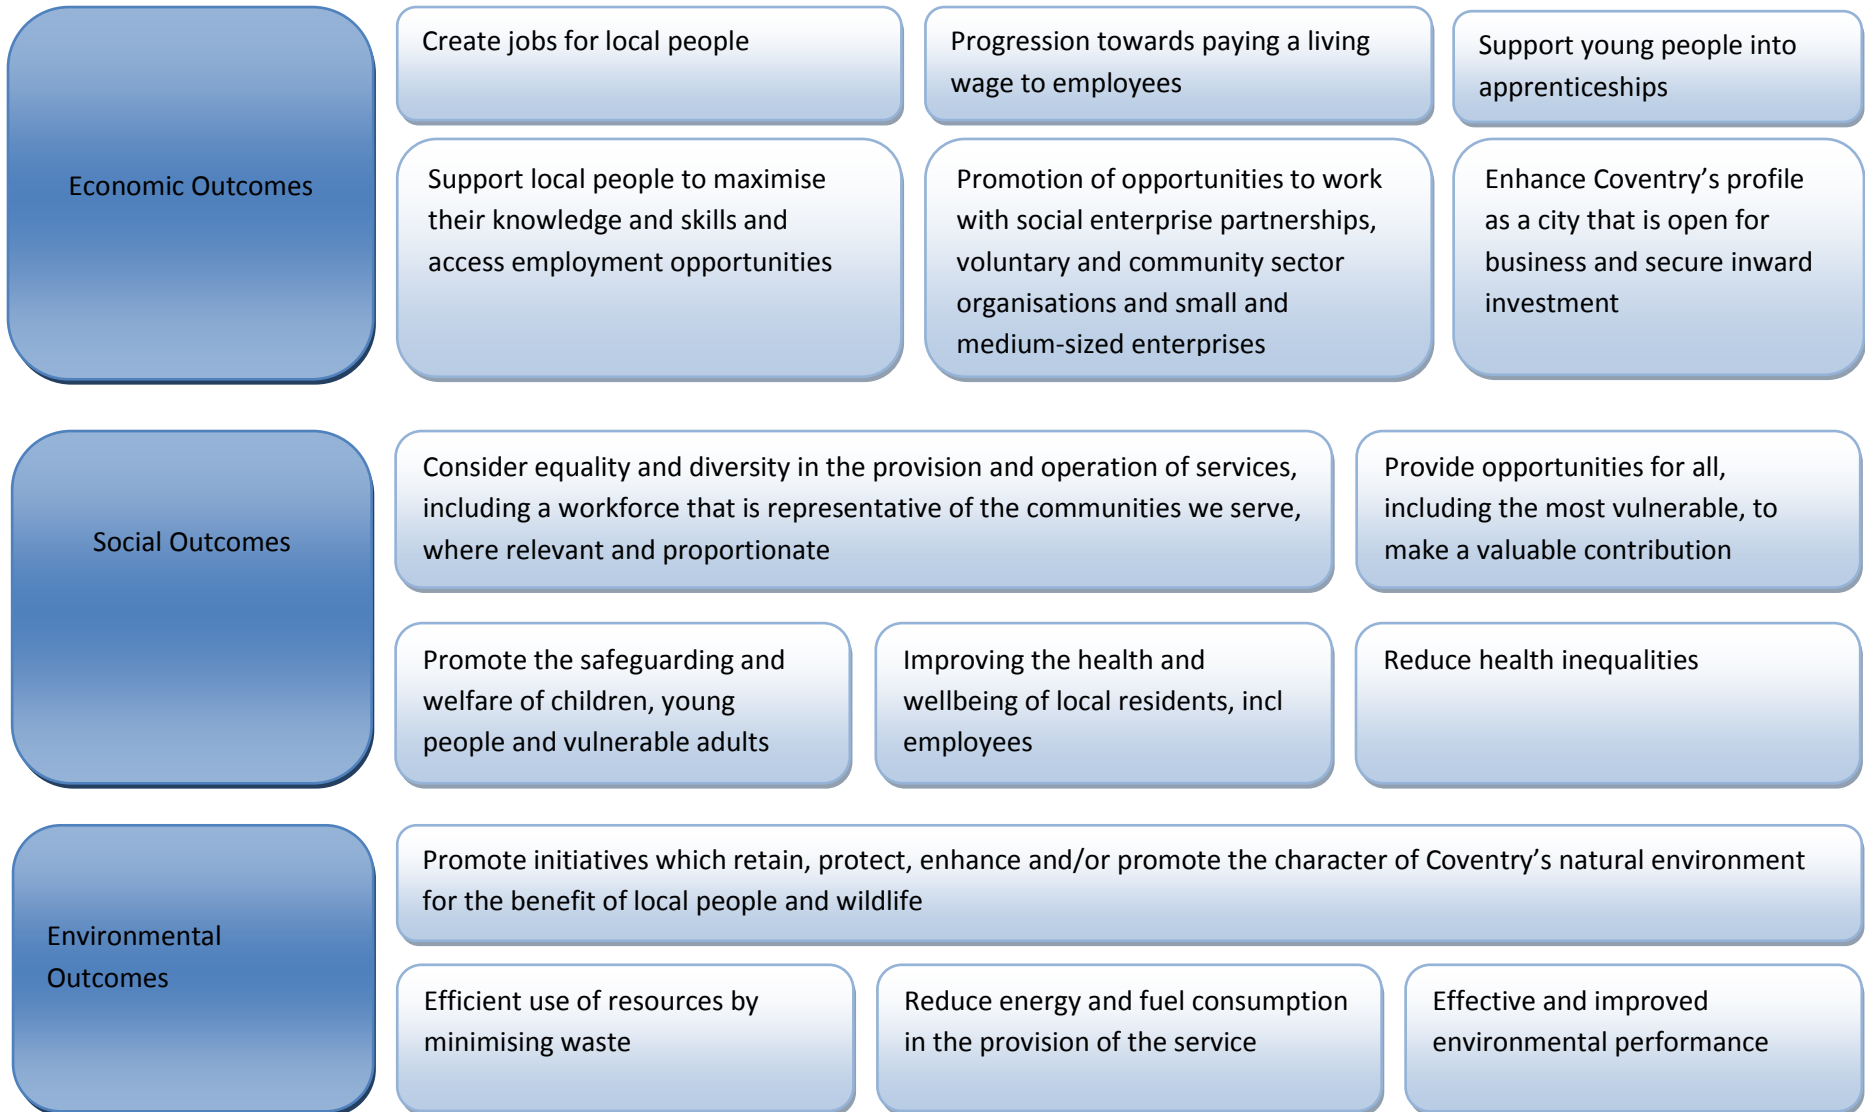 Economic Outcomes
Create jobs for local people
Progression towards paying a living
wage to employees
Support young people into
apprenticeships
Support local people to maximise
their knowledge and skills and
access employment opportunities
Promotion of opportunities to work
with social enterprise partnerships,
voluntary and community sector
organisations and small and
medium-sized enterprises
Enhance Coventry’s profile
as a city that is open for
business and secure inward
investment
Social Outcomes
Consider equality and diversity in the provision and operation of services,
including a workforce that is representative of the communities we serve,
where relevant and proportionate
Provide opportunities for all,
including the most vulnerable, to
make a valuable contribution
Promote the safeguarding and
welfare of children, young
people and vulnerable adults
Improving the health and
wellbeing of local residents, incl
employees
Reduce health inequalities
Environmental
Outcomes
Promote initiatives which retain, protect, enhance and/or promote the character of Coventry’s natural environment
for the benefit of local people and wildlife
Efficient use of resources by
minimising waste
Reduce energy and fuel consumption
in the provision of the service
Effective and improved
environmental performance